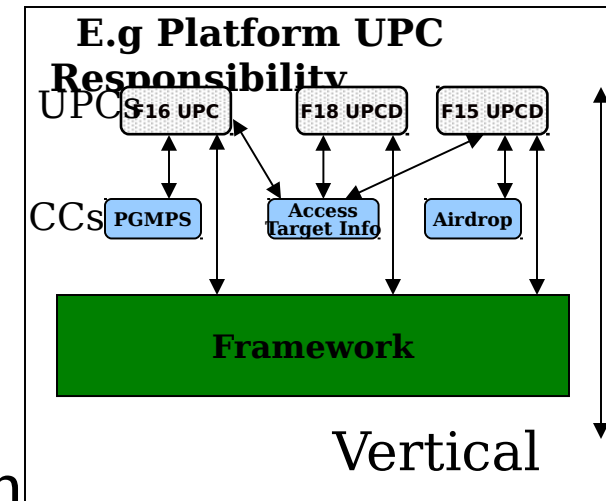 E.g Platform UPC
Responsibility
UPCs
F16 UPC
F18 UPCD
F15 UPCD
CCs
PGMPS
Access
Target Info
Airdrop
Framework
Vertical
n